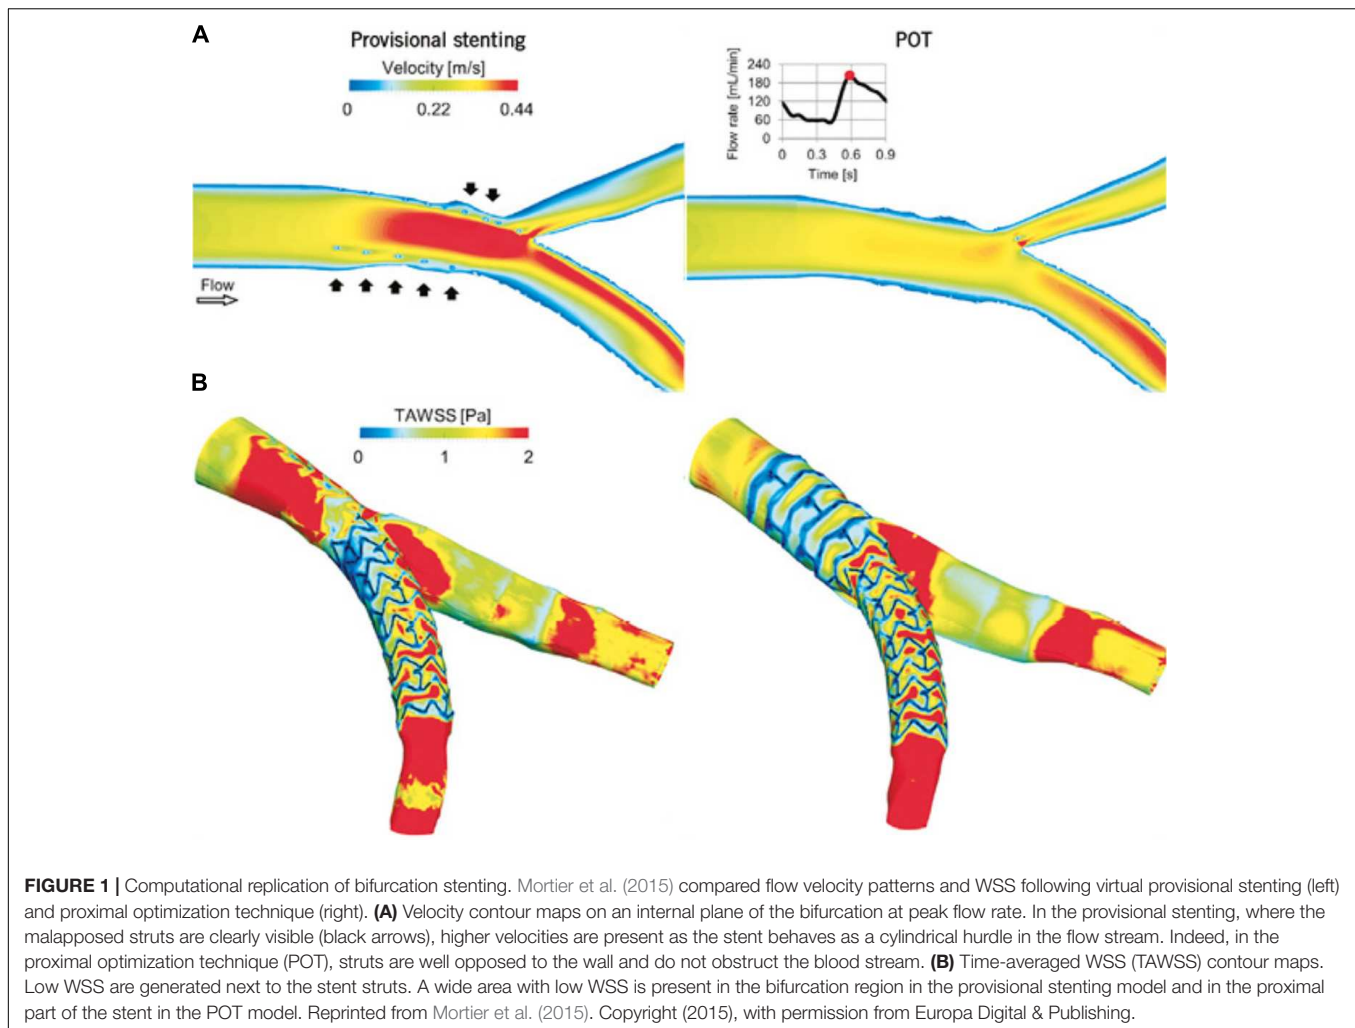 A
Provisional stenting
Velocity [m/s]
0 0.22 0.44
POT
Flow rate [mL/min]
240
180
120
60
0
0 0.3 0.6 0.9
Time [s]
Flow
B
TAWSS [Pa]
0 1 2
FIGURE 1 | Computational replication of bifurcation stenting. Mortier et al. (2015) compared flow velocity patterns and WSS following virtual provisional stenting (left)
and proximal optimization technique (right). (A) Velocity contour maps on an internal plane of the bifurcation at peak flow rate. In the provisional stenting, where the
malapposed struts are clearly visible (black arrows), higher velocities are present as the stent behaves as a cylindrical hurdle in the flow stream. Indeed, in the
proximal optimization technique (POT), struts are well opposed to the wall and do not obstruct the blood stream. (B) Time-averaged WSS (TAWSS) contour maps.
Low WSS are generated next to the stent struts. A wide area with low WSS is present in the bifurcation region in the provisional stenting model and in the proximal
part of the stent in the POT model. Reprinted from Mortier et al. (2015). Copyright (2015), with permission from Europa Digital & Publishing.